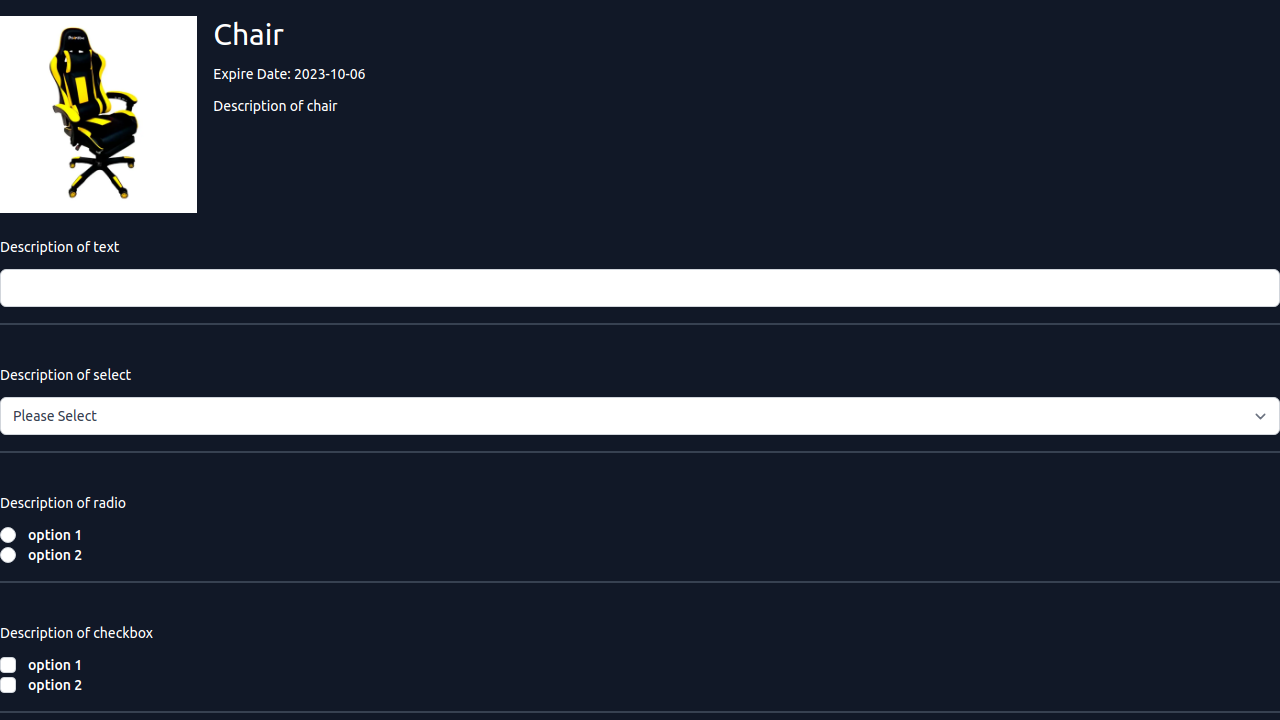 Chair
Expire Date: 2023-10-06
Description of chair
Description of text
Description of select
Please Select
Description of radio
option 1
option 2
Description of checkbox
option 1
option 2